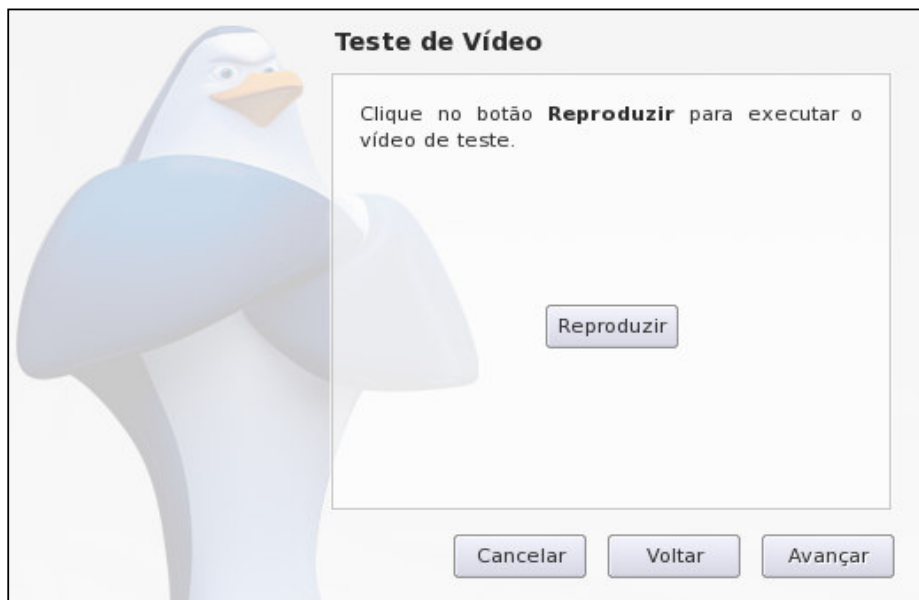 Teste de Vídeo
Clique no botão Reproduzir para executar o
vídeo de teste.
Reproduzir
Cancelar
Voltar
Avançar